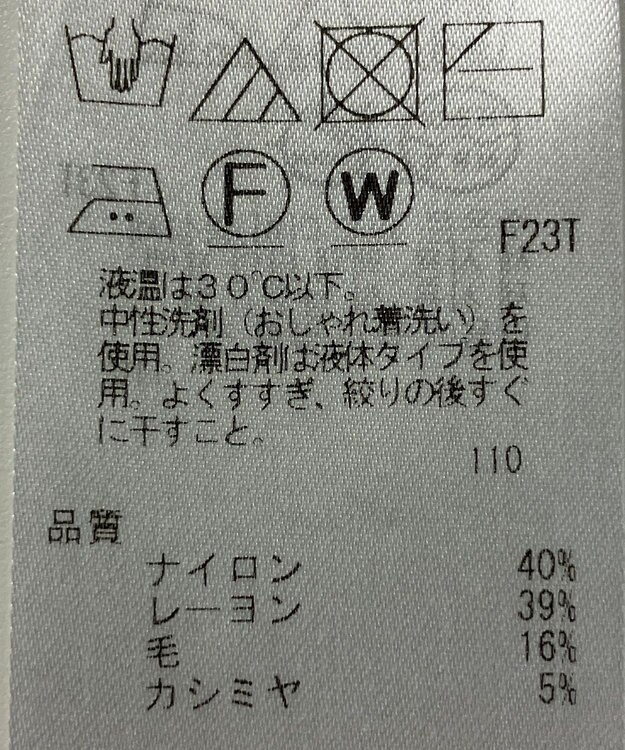 F W
F23T
液温は30℃以下。
中性洗剤（おしゃれ着洗い）を
使用。漂白剤は液体タイプを使
用。よくすすぎ、絞りの後すぐ
に干すこと。
110
品質
ナイロン 40%
レーヨン 39%
毛 16%
カシミヤ 5%